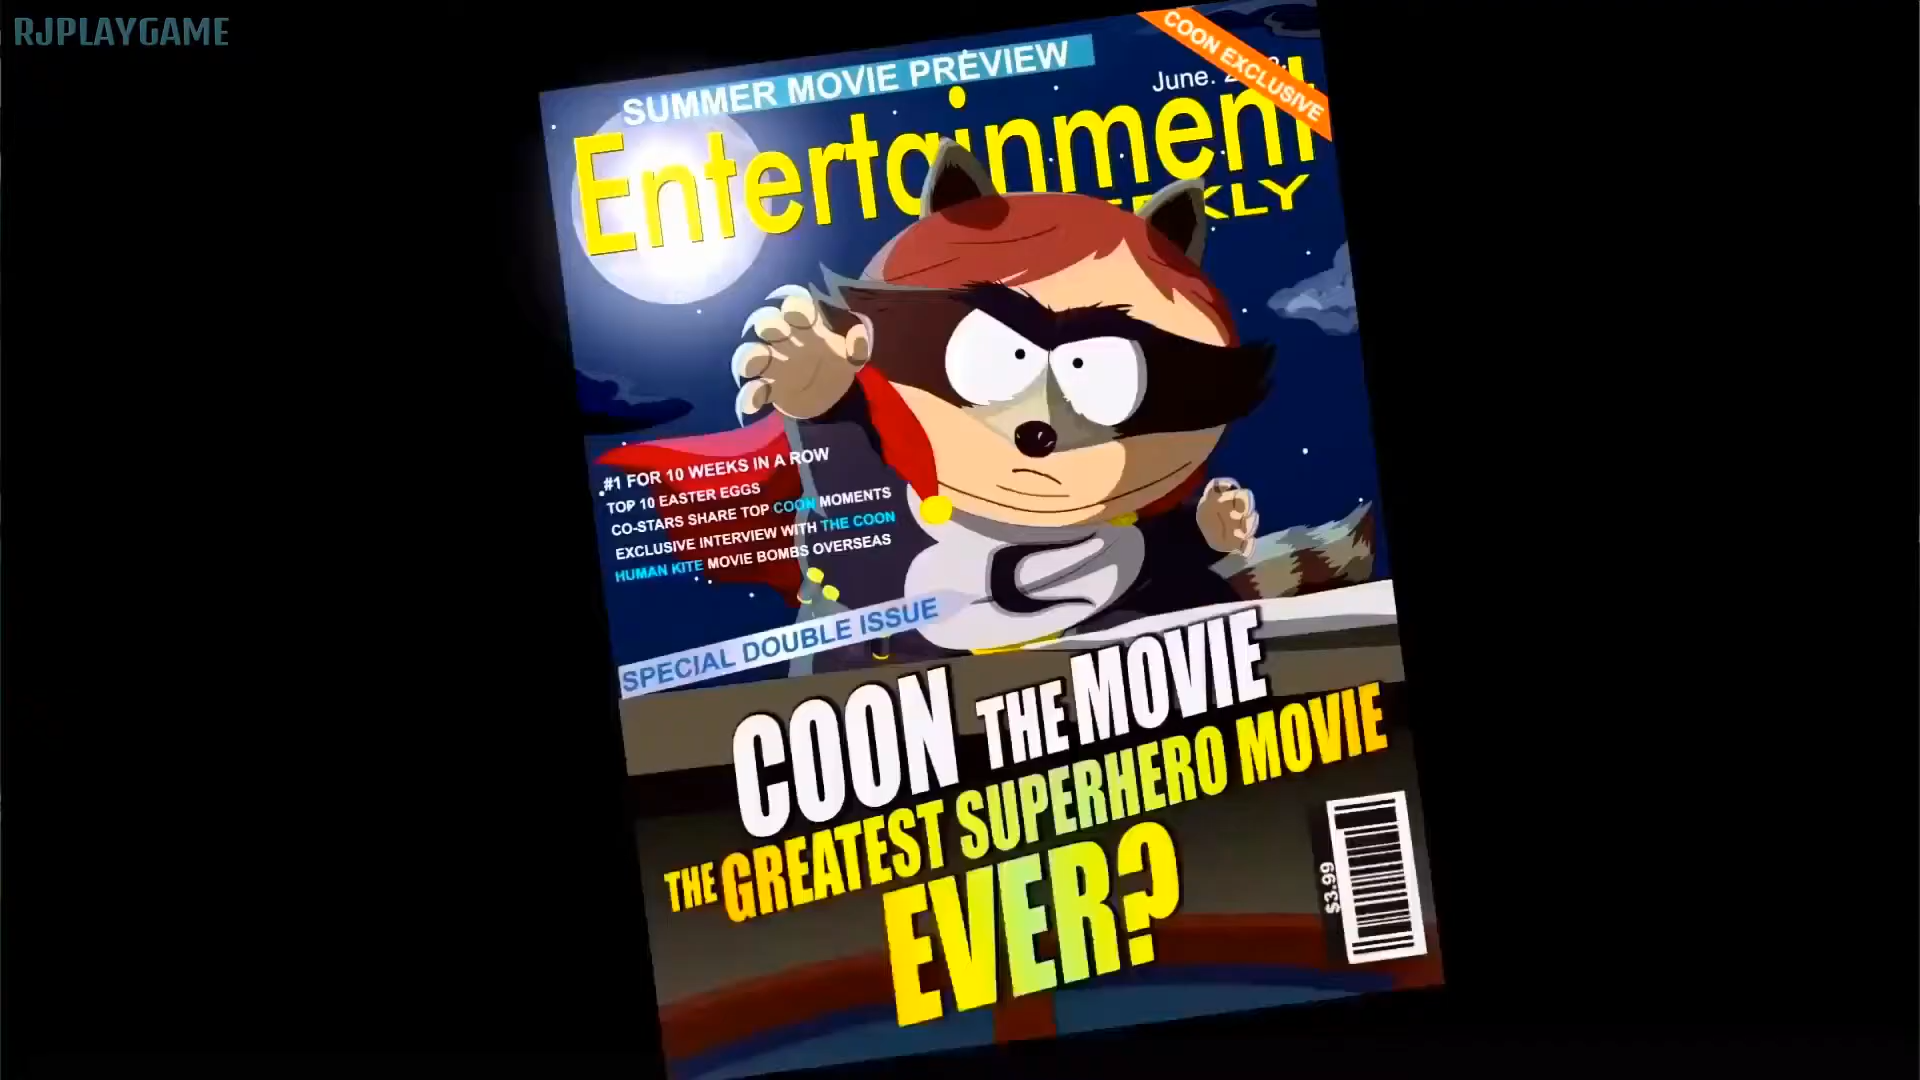 RJPLAYGAME
COON EXCLUSIVE
SUMMER MOVIE PREVIEW
June.
Entertainment
#1 FOR 10 WEEKS IN A ROW
TOP 10 EASTER EGGS
CO-STARS SHARE TOP COON MOMENTS
EXCLUSIVE INTERVIEW WITH THE COON
HUMAN KITE MOVIE BOMBS OVERSEAS
SPECIAL DOUBLE ISSUE
COON THE MOVIE
THE GREATEST SUPERHERO MOVIE
EVER?
$3.99